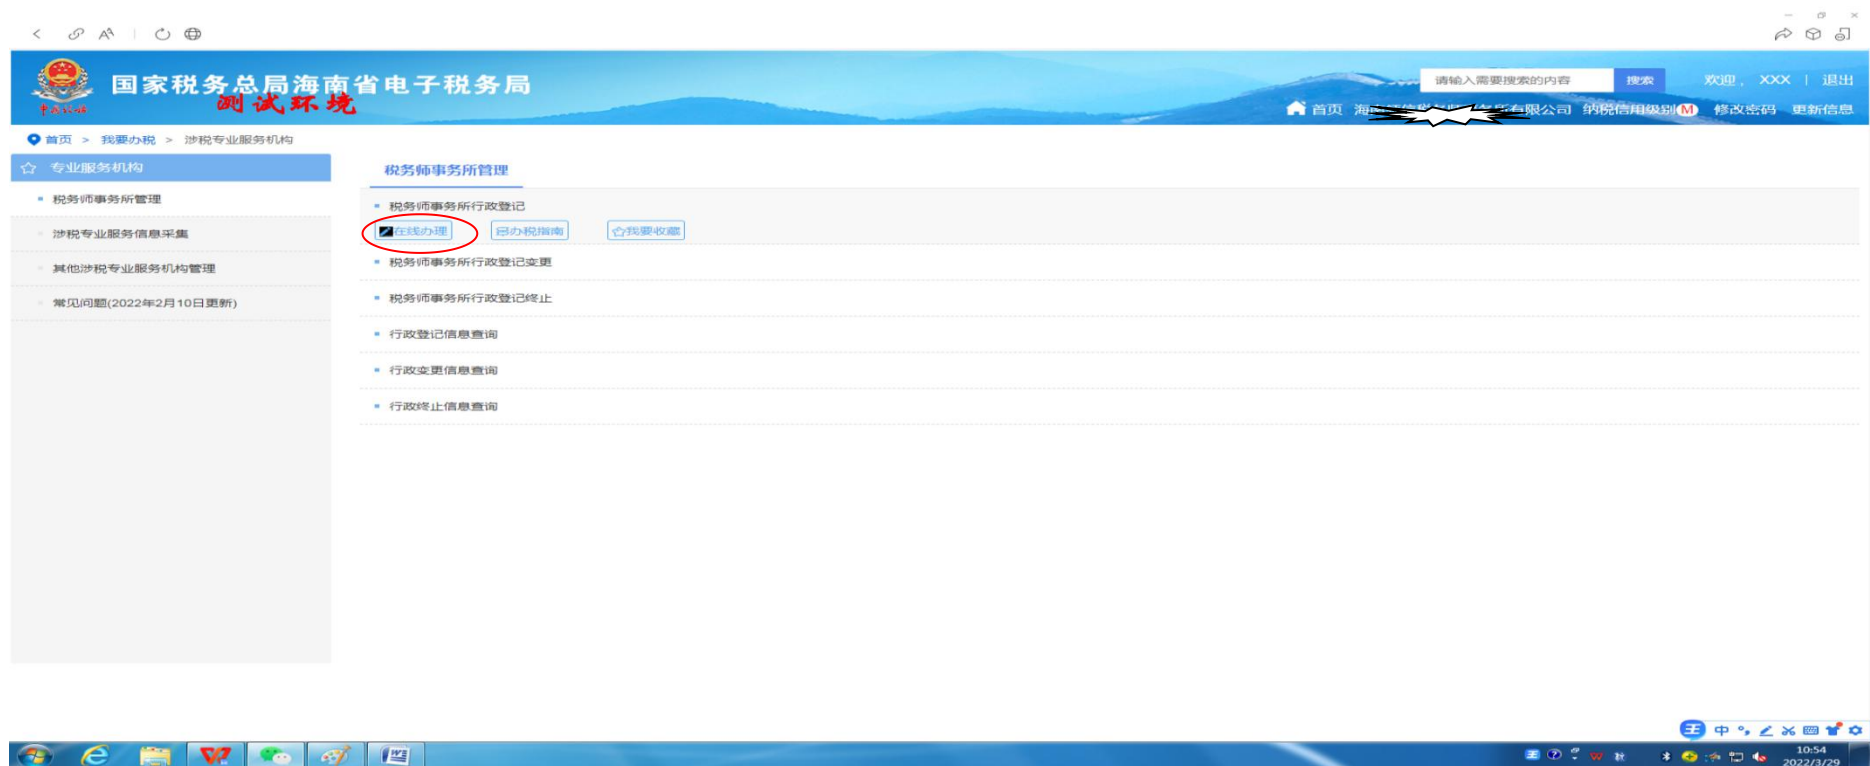 国家税务总局海南省电子税务局
测试环境
请输入需要搜索的内容 搜索 欢迎, XXX | 退出
首页 海南 有限公司 纳税信用级别 M 修改密码 更新信息
首页 > 我要办税 > 涉税专业服务机构
专业服务机构
税务师事务所管理
涉税专业服务信息采集
其他涉税专业服务机构管理
常见问题(2022年2月10日更新)
税务师事务所管理
税务师事务所行政登记
在线办理 办税指南 我要收藏
税务师事务所行政登记变更
税务师事务所行政登记终止
行政登记信息查询
行政变更信息查询
行政终止信息查询
中
10:54
2022/3/29